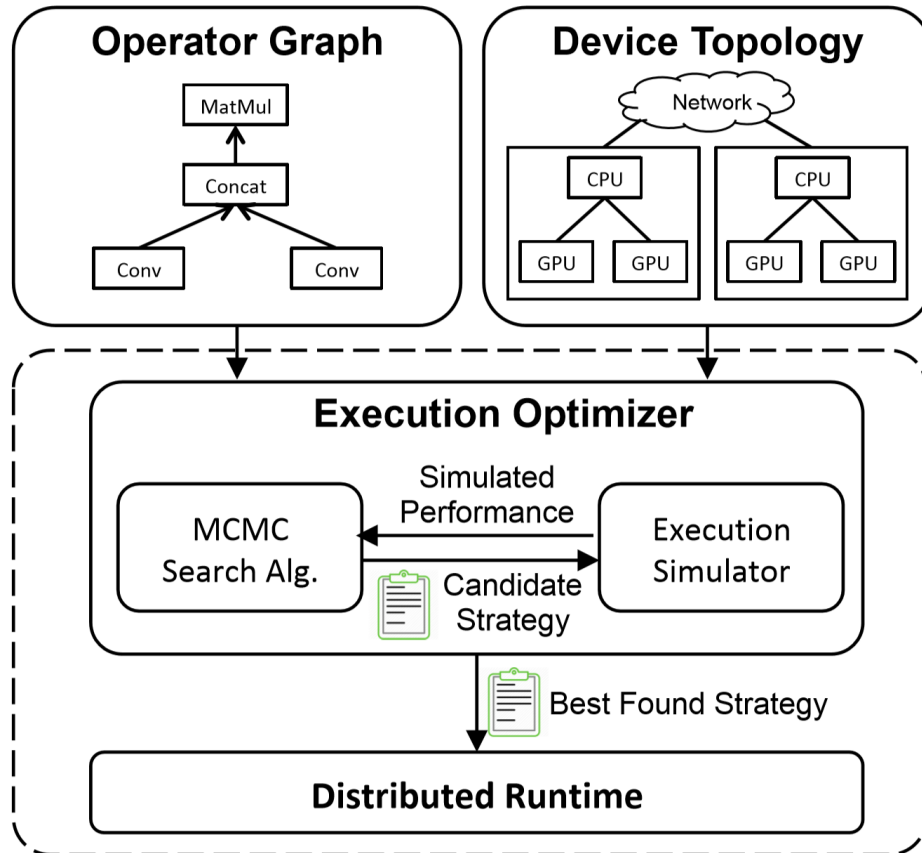 Operator Graph
MatMul
Concat
Conv
Conv
Device Topology
Network
CPU
GPU
GPU
CPU
GPU
GPU
Execution Optimizer
MCMC
Search Alg.
Simulated
Performance
Candidate
Strategy
Execution
Simulator
Best Found Strategy
Distributed Runtime